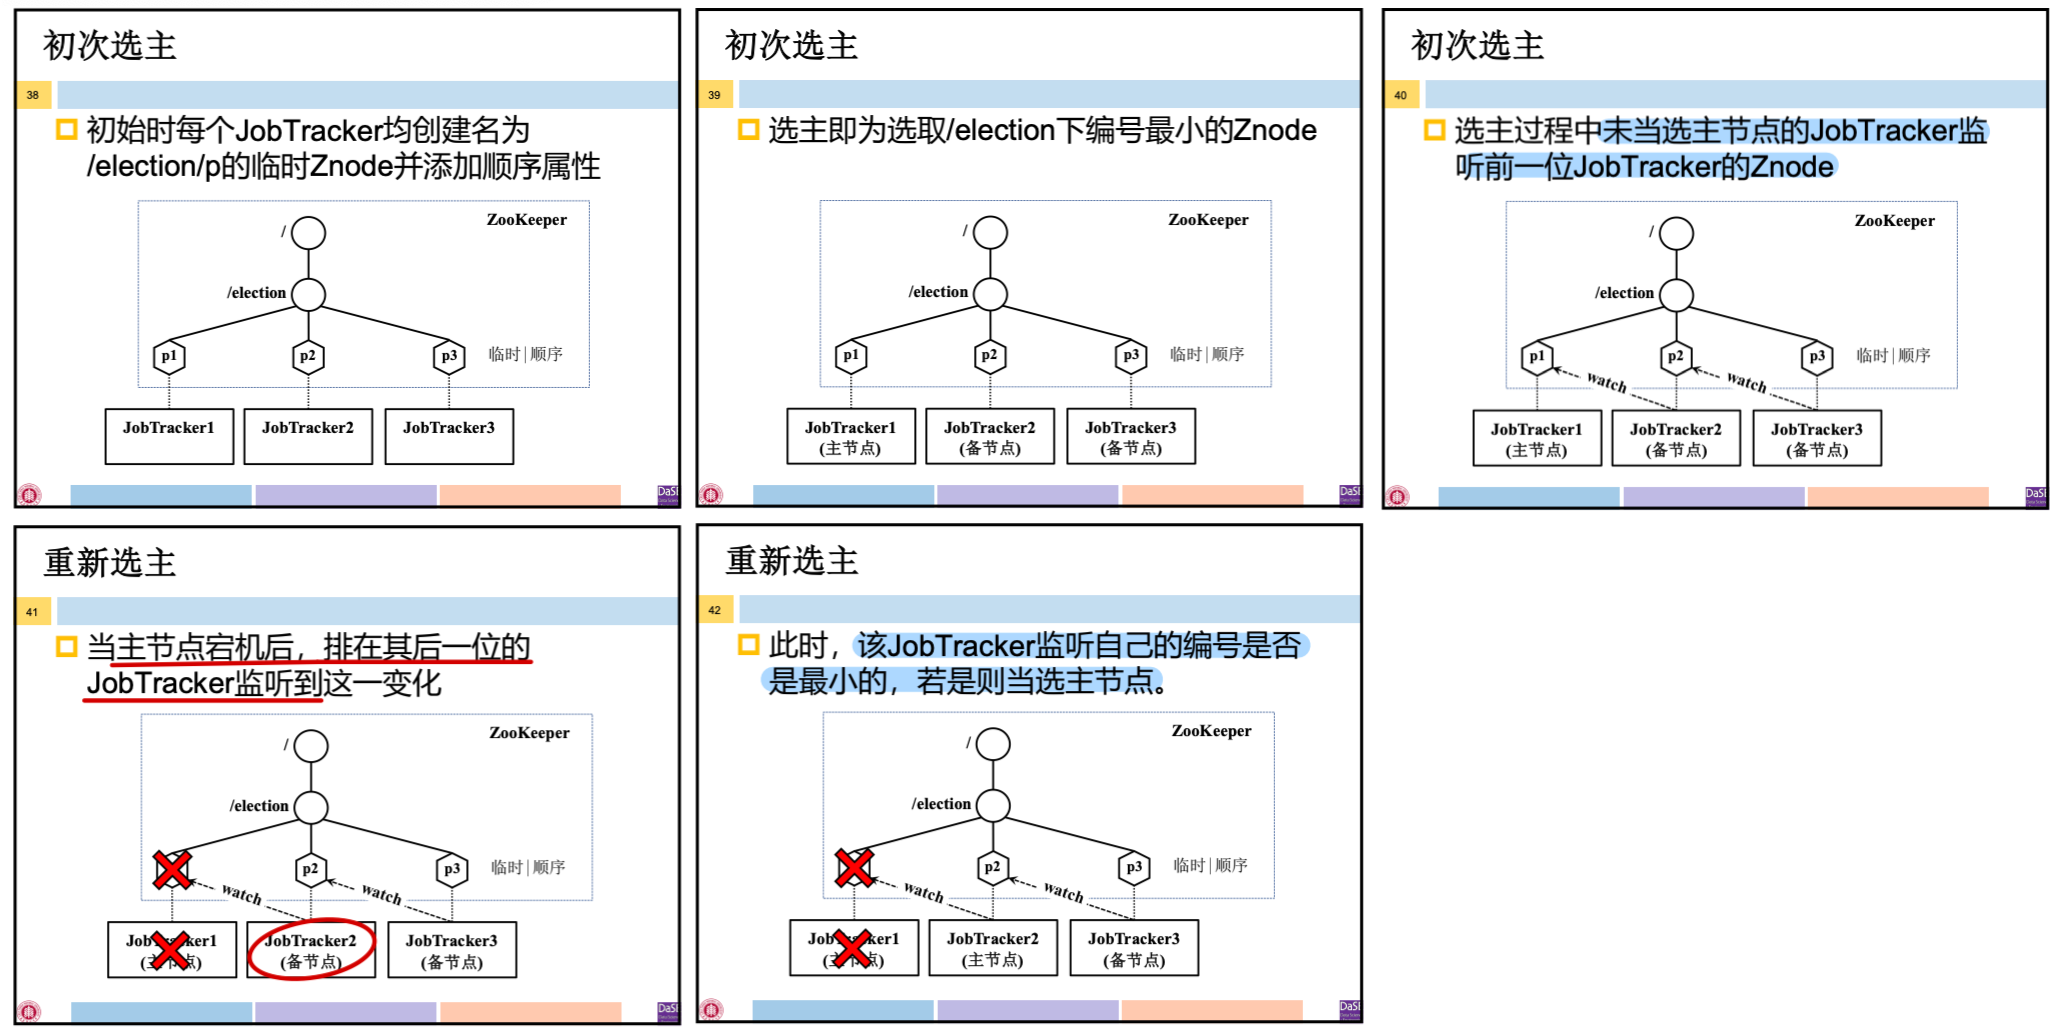 初次选主
38
初始时每个JobTracker均创建名为
/election/p的临时Znode并添加顺序属性
ZooKeeper
/
/election
p1
p2
p3
临时|顺序
JobTracker1
JobTracker2
JobTracker3
DaSE
初次选主
39
选主即为选取/election下编号最小的Znode
ZooKeeper
/
/election
p1
p2
p3
临时|顺序
JobTracker1
(主节点)
JobTracker2
(备节点)
JobTracker3
(备节点)
DaSE
初次选主
40
选主过程中未当选主节点的JobTracker监
听前一位JobTracker的Znode
ZooKeeper
/
/election
p1
p2
p3
临时|顺序
watch
watch
JobTracker1
(主节点)
JobTracker2
(备节点)
JobTracker3
(备节点)
DaSE
重新选主
41
当主节点宕机后，排在其后一位的
JobTracker监听到这一变化
ZooKeeper
/
/election
p2
p3
临时|顺序
watch
watch
JobTracker1
(主节点)
JobTracker2
(备节点)
JobTracker3
(备节点)
DaSE
重新选主
42
此时，该JobTracker监听自己的编号是否
是最小的，若是则当选主节点。
ZooKeeper
/
/election
p2
p3
临时|顺序
watch
watch
JobTracker1
(主节点)
JobTracker2
(主节点)
JobTracker3
(备节点)
DaSE